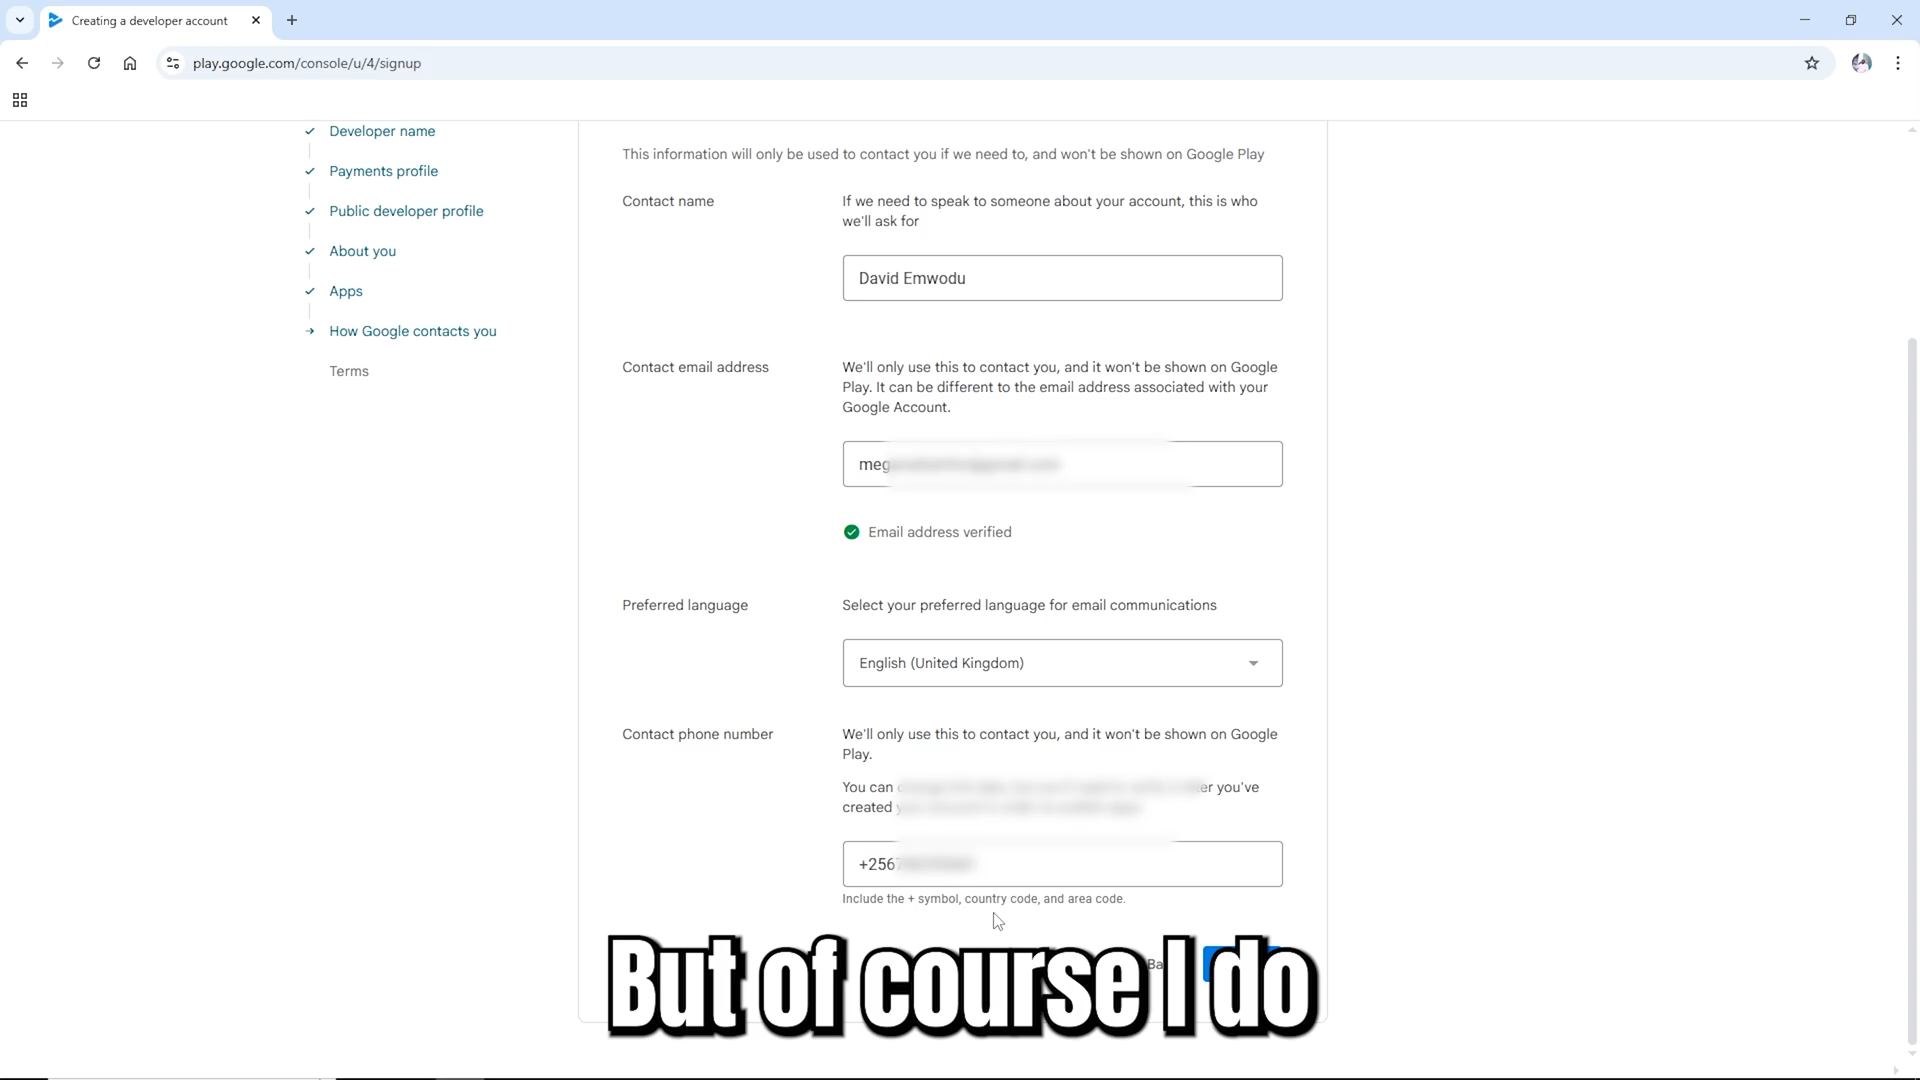 Creating a developer account
play.google.com/console/u/4/signup
Developer name
Payments profile
Public developer profile
About you
Apps
How Google contacts you
Terms
This information will only be used to contact you if we need to, and won't be shown on Google Play
Contact name
If we need to speak to someone about your account, this is who
we'll ask for
David Emwodu
Contact email address
We'll only use this to contact you, and it won't be shown on Google
Play. It can be different to the email address associated with your
Google Account.
meg
Email address verified
Preferred language
Select your preferred language for email communications
English (United Kingdom)
Contact phone number
We'll only use this to contact you, and it won't be shown on Google
Play.
You can
you've
created
+256
Include the + symbol, country code, and area code.
But of course I do